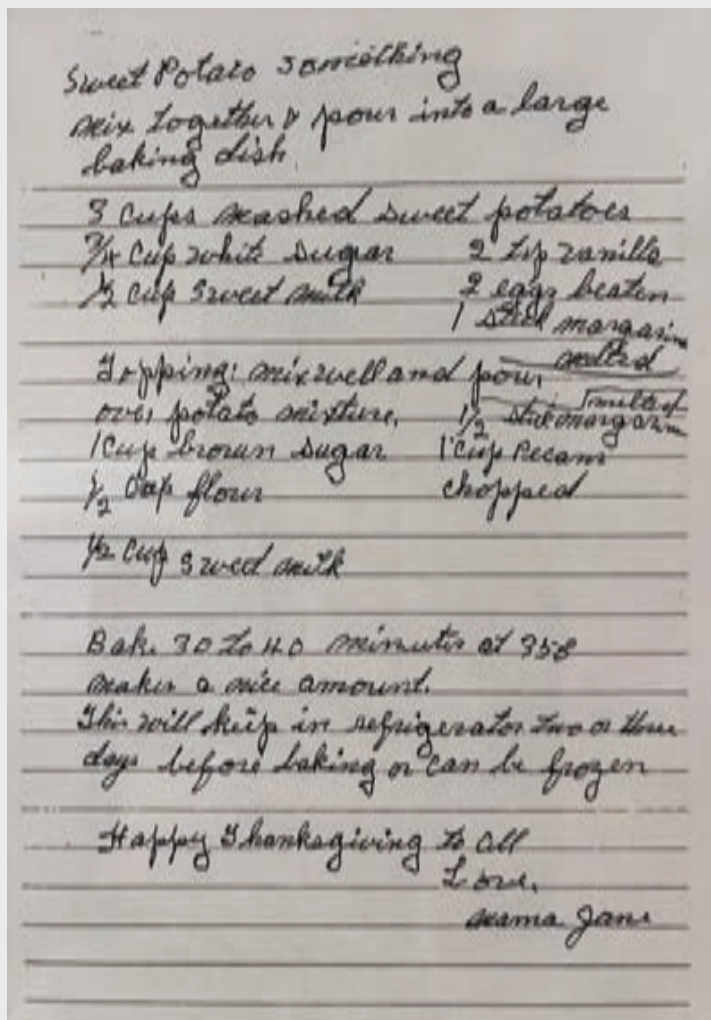 Sweet Potato Something
Mix together & pour into a large
baking dish.
3 cups mashed sweet potatoes
3/4 cup white sugar 2 tsp vanilla
1/2 cup sweet milk 2 eggs beaten
1 stick margarine
melted
Topping: mix well and pour
over potato mixture. 1/2 stick margarine melted
1 cup brown sugar 1 cup Pecans
1/2 cup flour chopped
1/2 cup sweet milk
Bake 30 to 40 minutes at 350
makes a nice amount.
This will keep in refrigerator two or three
days before baking or can be frozen
Happy Thanksgiving to all
Love,
Mama Jane